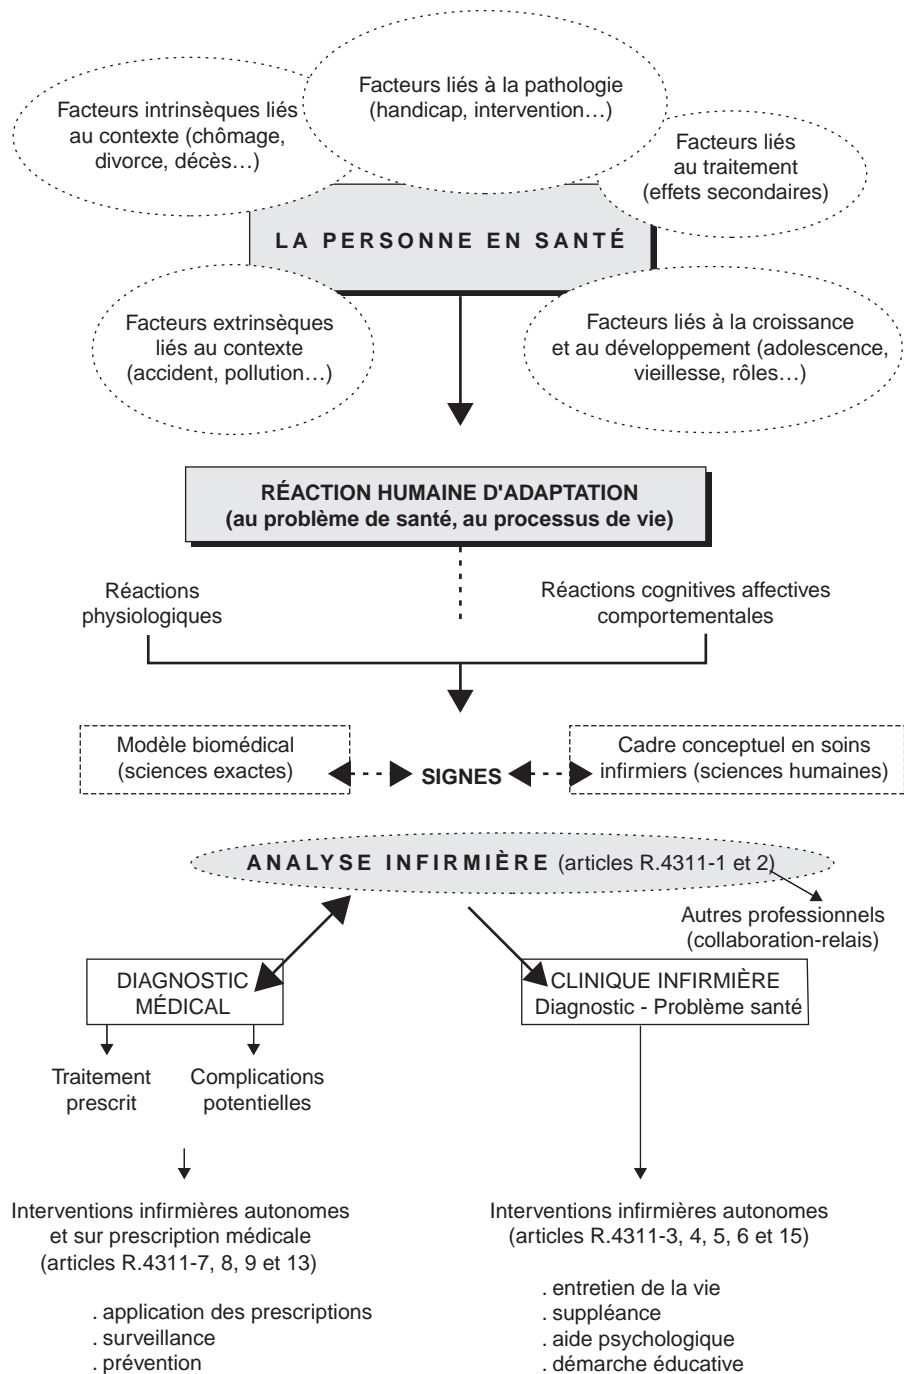 Facteurs intrinsèques liés
au contexte (chômage,
divorce, décès…)
Facteurs liés à la pathologie
(handicap, intervention…)
Facteurs liés
au traitement
(effets secondaires)
LA PERSONNE EN SANTÉ
Facteurs extrinsèques
liés au contexte
(accident, pollution…)
Facteurs liés à la croissance
et au développement (adolescence,
vieillesse, rôles…)
RÉACTION HUMAINE D'ADAPTATION
(au problème de santé, au processus de vie)
Réactions
physiologiques
Réactions cognitives affectives
comportementales
Modèle biomédical
(sciences exactes)
SIGNES
Cadre conceptuel en soins
infirmiers (sciences humaines)
ANALYSE INFIRMIÈRE (articles R.4311-1 et 2)
Autres professionnels
(collaboration-relais)
DIAGNOSTIC
MÉDICAL
CLINIQUE INFIRMIÈRE
Diagnostic - Problème santé
Traitement
prescrit
Complications
potentielles
Interventions infirmières autonomes
et sur prescription médicale
(articles R.4311-7, 8, 9 et 13)
. application des prescriptions
. surveillance
. prévention
Interventions infirmières autonomes
(articles R.4311-3, 4, 5, 6 et 15)
. entretien de la vie
. suppléance
. aide psychologique
. démarche éducative